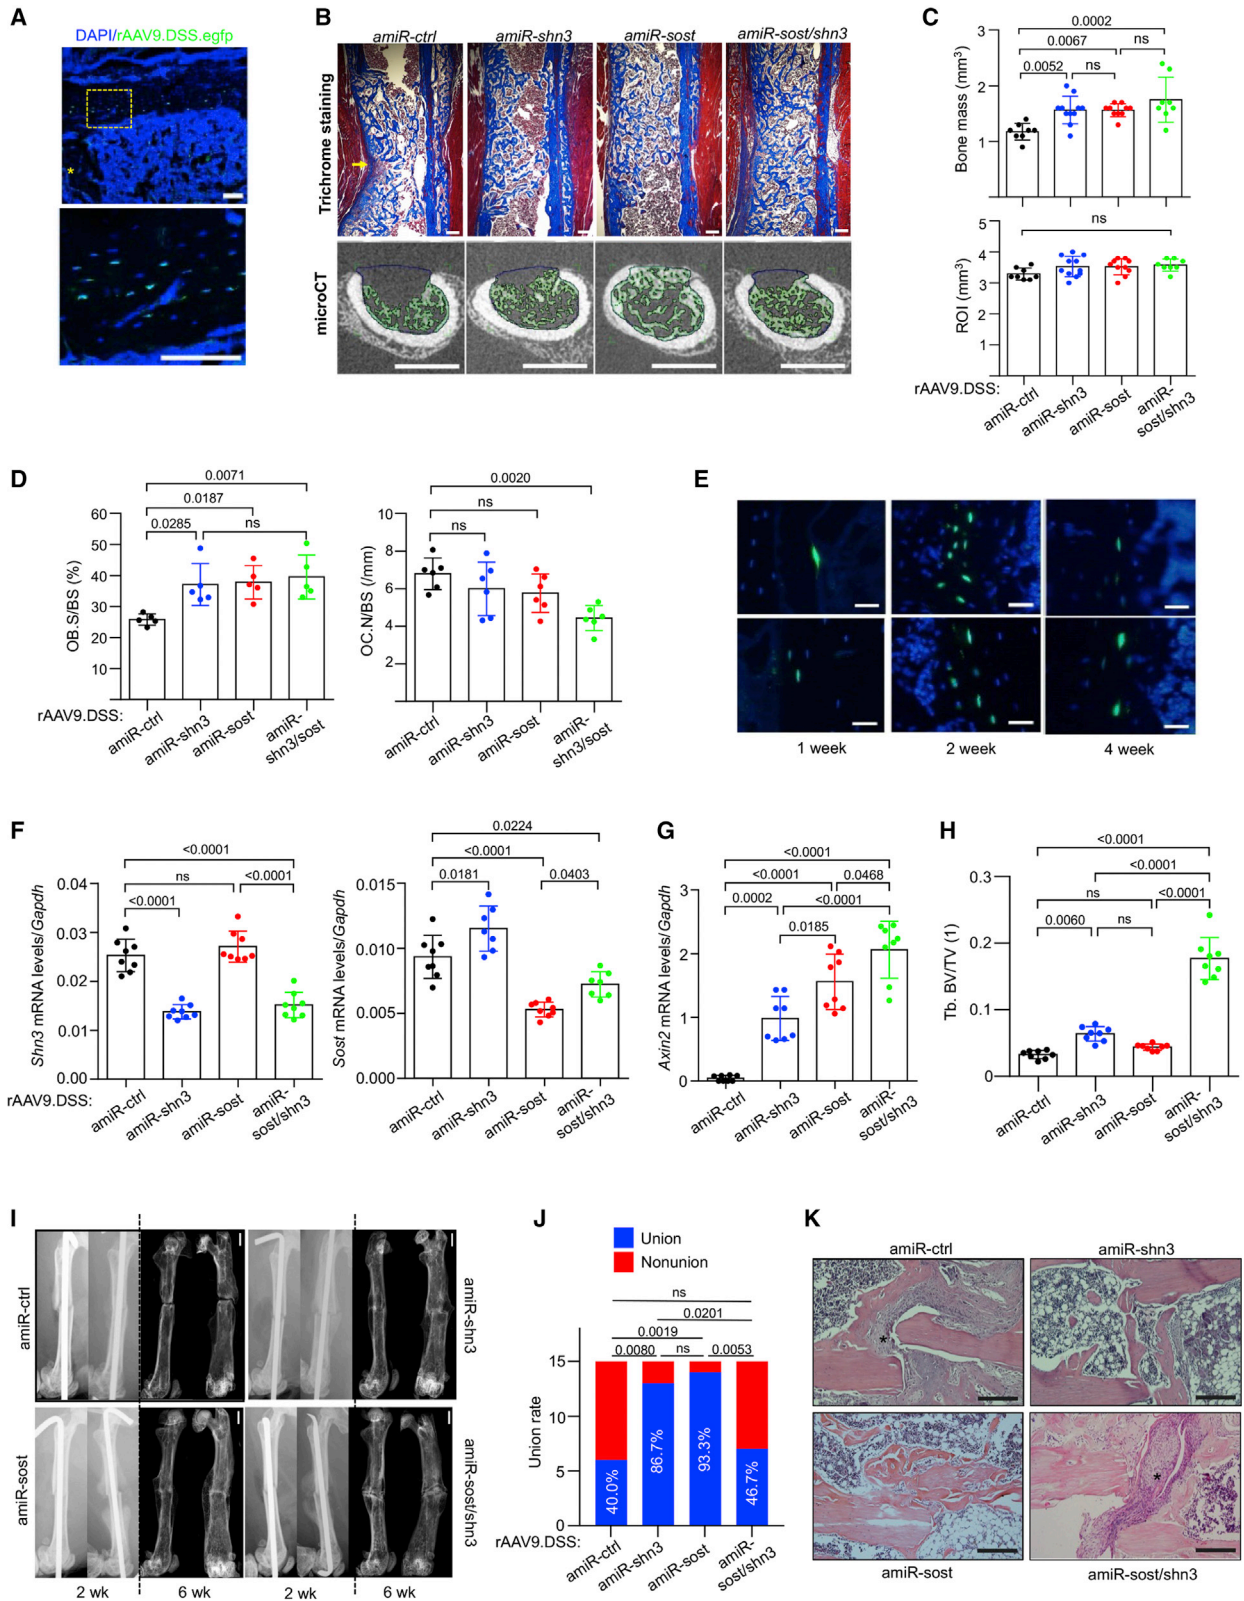 A
DAPI/rAAV9.DSS.egfp
*
B
amiR-ctrl
amiR-shn3
amiR-sost
amiR-sost/shn3
Trichrome staining
microCT
C
0.0002
0.0067
ns
0.0052
ns
3
2
1
Bone mass (mm³)
ns
5
4
3
2
1
ROI (mm³)
rAAV9.DSS:
amiR-ctrl
amiR-shn3
amiR-sost
amiR-
sost/shn3
D
0.0071
0.0187
0.0285
ns
60
50
40
30
20
10
OB.S/BS (%)
rAAV9.DSS:
amiR-ctrl
amiR-shn3
amiR-sost
amiR-
shn3/sost
0.0020
ns
ns
10
8
6
4
2
OC.N/BS (/mm)
amiR-ctrl
amiR-shn3
amiR-sost
amiR-
shn3/sost
E
1 week
2 week
4 week
F
<0.0001
ns
<0.0001
<0.0001
0.04
0.03
0.02
0.01
0.00
Shn3 mRNA levels/Gapdh
rAAV9.DSS:
amiR-ctrl
amiR-shn3
amiR-sost
amiR-
sost/shn3
0.0224
<0.0001
0.0181
0.0403
0.015
0.010
0.005
0.000
Sost mRNA levels/Gapdh
amiR-ctrl
amiR-shn3
amiR-sost
amiR-
sost/shn3
G
<0.0001
<0.0001
0.0468
0.0002
<0.0001
0.0185
3
2
1
0
Axin2 mRNA levels/Gapdh
amiR-ctrl
amiR-shn3
amiR-sost
amiR-
sost/shn3
H
<0.0001
<0.0001
ns
<0.0001
0.0060
ns
0.3
0.2
0.1
0
Tb. BV/TV (1)
amiR-ctrl
amiR-shn3
amiR-sost
amiR-
sost/shn3
I
amiR-ctrl
amiR-shn3
amiR-sost
amiR-sost/shn3
2 wk
6 wk
2 wk
6 wk
J
Union
Nonunion
ns
0.0201
0.0019
0.0080
ns
0.0053
15
10
5
0
Union rate
40.0%
86.7%
93.3%
46.7%
rAAV9.DSS:
amiR-ctrl
amiR-shn3
amiR-sost
amiR-
sost/shn3
K
amiR-ctrl
amiR-shn3
*
*
amiR-sost
amiR-sost/shn3